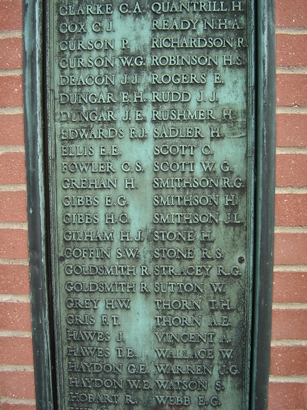 CLARKE C.A. QUANTRILL H.
COX C.J. READY N.H.A.
CURSON P. RICHARDSON R.
CURSON W.G. ROBINSON H.S.
DEACON J.J. ROGERS E.
DUNGAR E.H. RUDD J.J.
DUNGAR J.E. RUSHMER H.
EDWARDS F.J. SADLER H.
ELLIS E.E. SCOTT C.
FOWLER C.S. SCOTT W.G.
GREHAN H. SMITHSON R.G.
GIBBS E.G. SMITHSON H.
GIBBS H.C. SMITHSON J.L.
GILHAM H.J. STONE H.
GOFFIN S.W. STONE R.S.
GOLDSMITH R. STRACEY R.G.
GOLDSMITH R. SUTTON W.
GREY H.W. THORN T.H.
GRIS F.T. THORN A.E.
HAWES J. VINCENT A.
HAWES T.E. WALLACE W.
HAYDON G.E. WARREN J.G.
HAYDON W.E. WATSON S.
HOBART R. WEBB E.G.